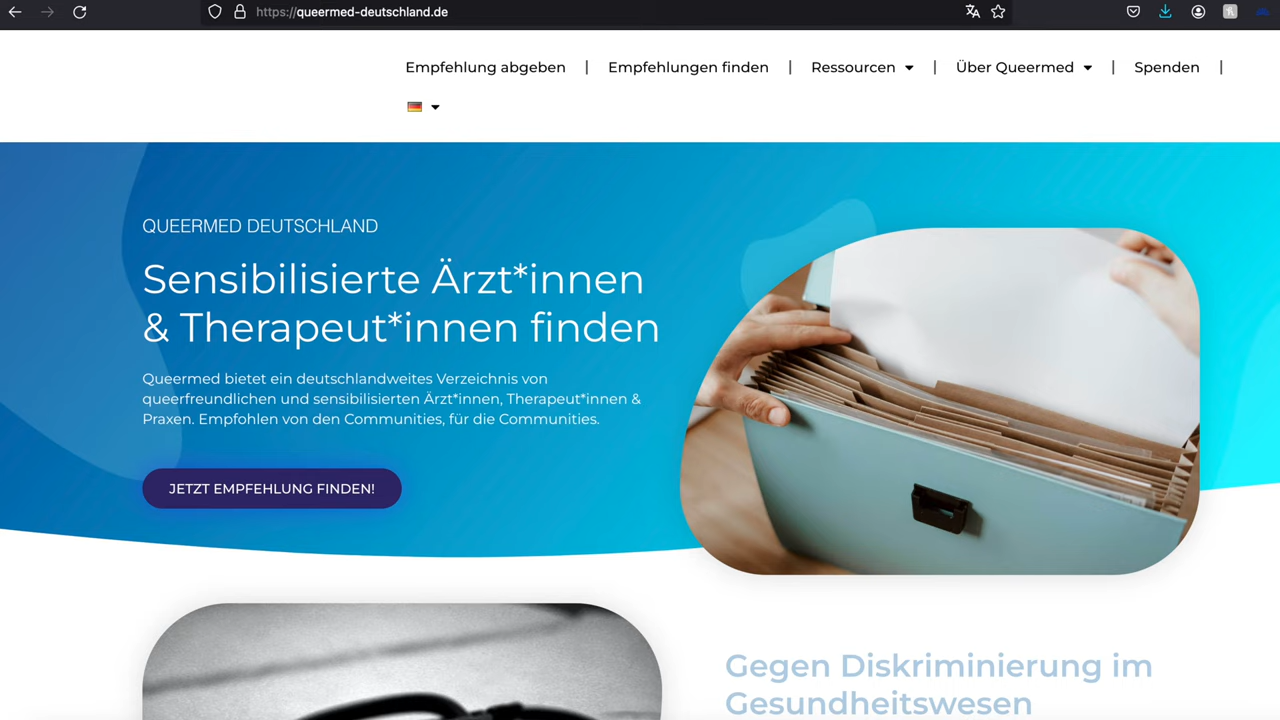 https://queermed-deutschland.de
Empfehlung abgeben | Empfehlungen finden | Ressourcen | Über Queermed | Spenden |
QUEERMED DEUTSCHLAND
Sensibilisierte Ärzt*innen
& Therapeut*innen finden
Queermed bietet ein deutschlandweites Verzeichnis von
queerfreundlichen und sensibilisierten Ärzt*innen, Therapeut*innen &
Praxen. Empfohlen von den Communities, für die Communities.
JETZT EMPFEHLUNG FINDEN!
Gegen Diskriminierung im
Gesundheitswesen